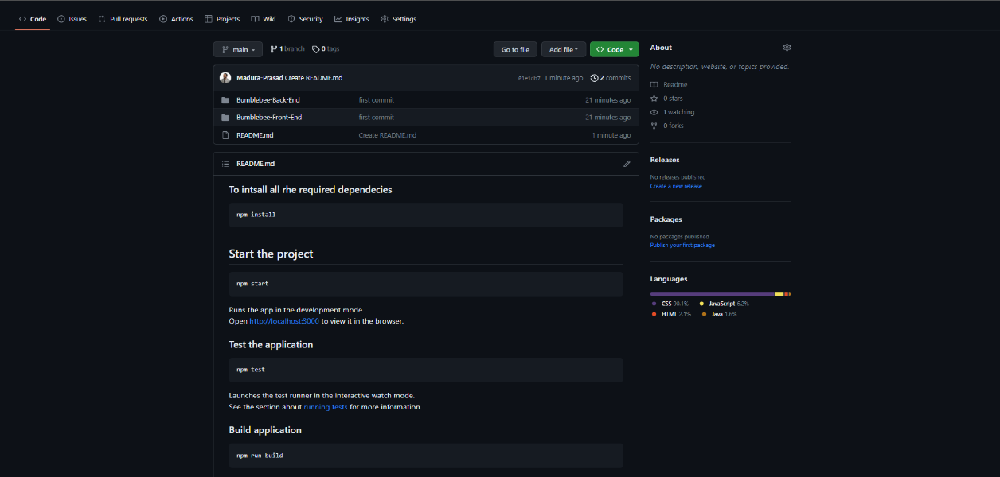 Code Issues Pull requests Actions Projects Wiki Security Insights Settings
main 1 branch 0 tags Go to file Add file Code
Madura-Prasad Create README.md 01e1db7 1 minute ago 2 commits
Bumblebee-Back-End first commit 21 minutes ago
Bumblebee-Front-End first commit 21 minutes ago
README.md Create README.md 1 minute ago
README.md
To intsall all rhe required dependecies
npm install
Start the project
npm start
Runs the app in the development mode.
Open http://localhost:3000 to view it in the browser.
Test the application
npm test
Launches the test runner in the interactive watch mode.
See the section about running tests for more information.
Build application
npm run build
About
No description, website, or topics provided.
Readme
0 stars
1 watching
0 forks
Releases
No releases published
Create a new release
Packages
No packages published
Publish your first package
Languages
CSS 90.1% JavaScript 6.2%
HTML 2.1% Java 1.6%